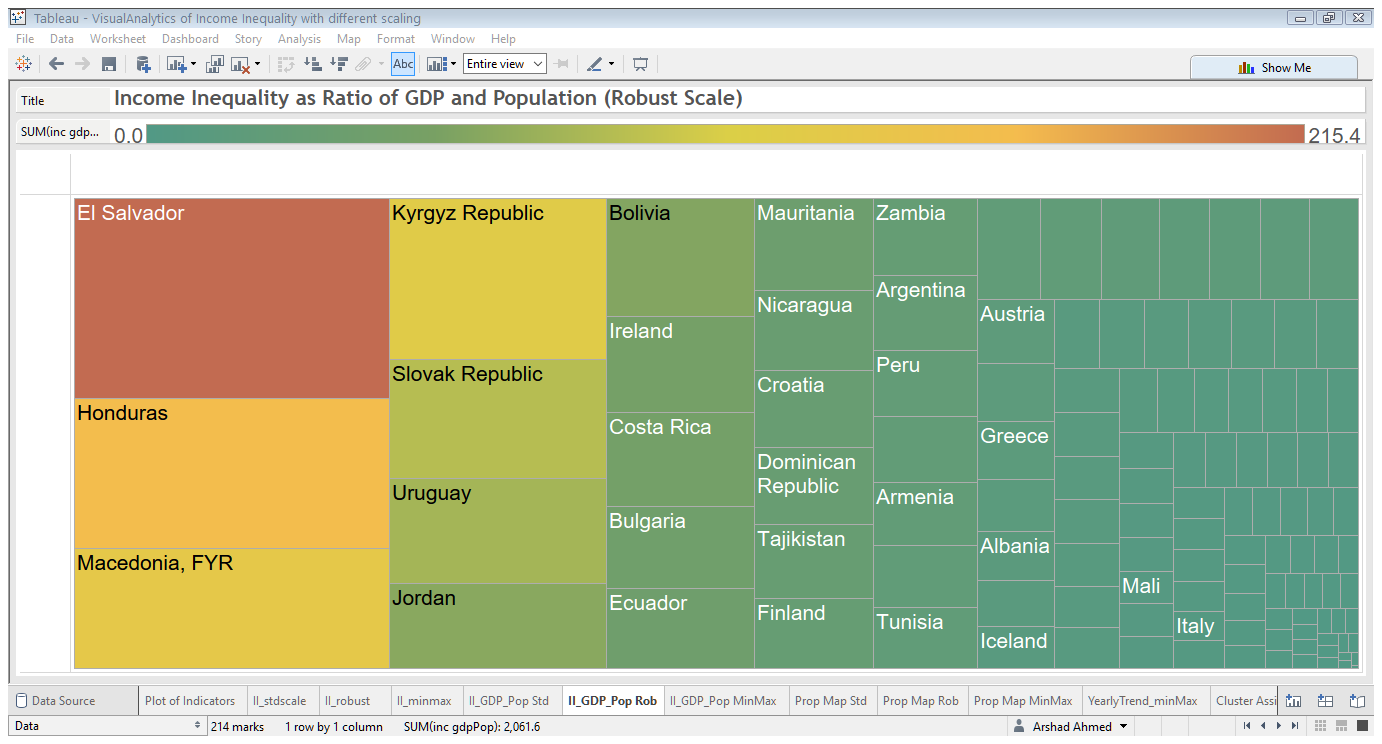 Tableau - VisualAnalytics of Income Inequality with different scaling
File Data Worksheet Dashboard Story Analysis Map Format Window Help
Abc Entire view Show Me
Title Income Inequality as Ratio of GDP and Population (Robust Scale)
SUM(inc gdp... 0.0 215.4
El Salvador
Honduras
Macedonia, FYR
Kyrgyz Republic
Slovak Republic
Uruguay
Jordan
Bolivia
Ireland
Costa Rica
Bulgaria
Ecuador
Mauritania
Nicaragua
Croatia
Dominican
Republic
Tajikistan
Finland
Zambia
Argentina
Peru
Armenia
Tunisia
Austria
Greece
Albania
Iceland
Mali
Italy
Data Source Plot of Indicators II_stdscale II_robust II_minmax II_GDP_Pop Std II_GDP_Pop Rob II_GDP_Pop MinMax Prop Map Std Prop Map Rob Prop Map MinMax YearlyTrend_minMax Cluster Assi
Data 214 marks 1 row by 1 column SUM(inc gdpPop): 2,061.6 Arshad Ahmed